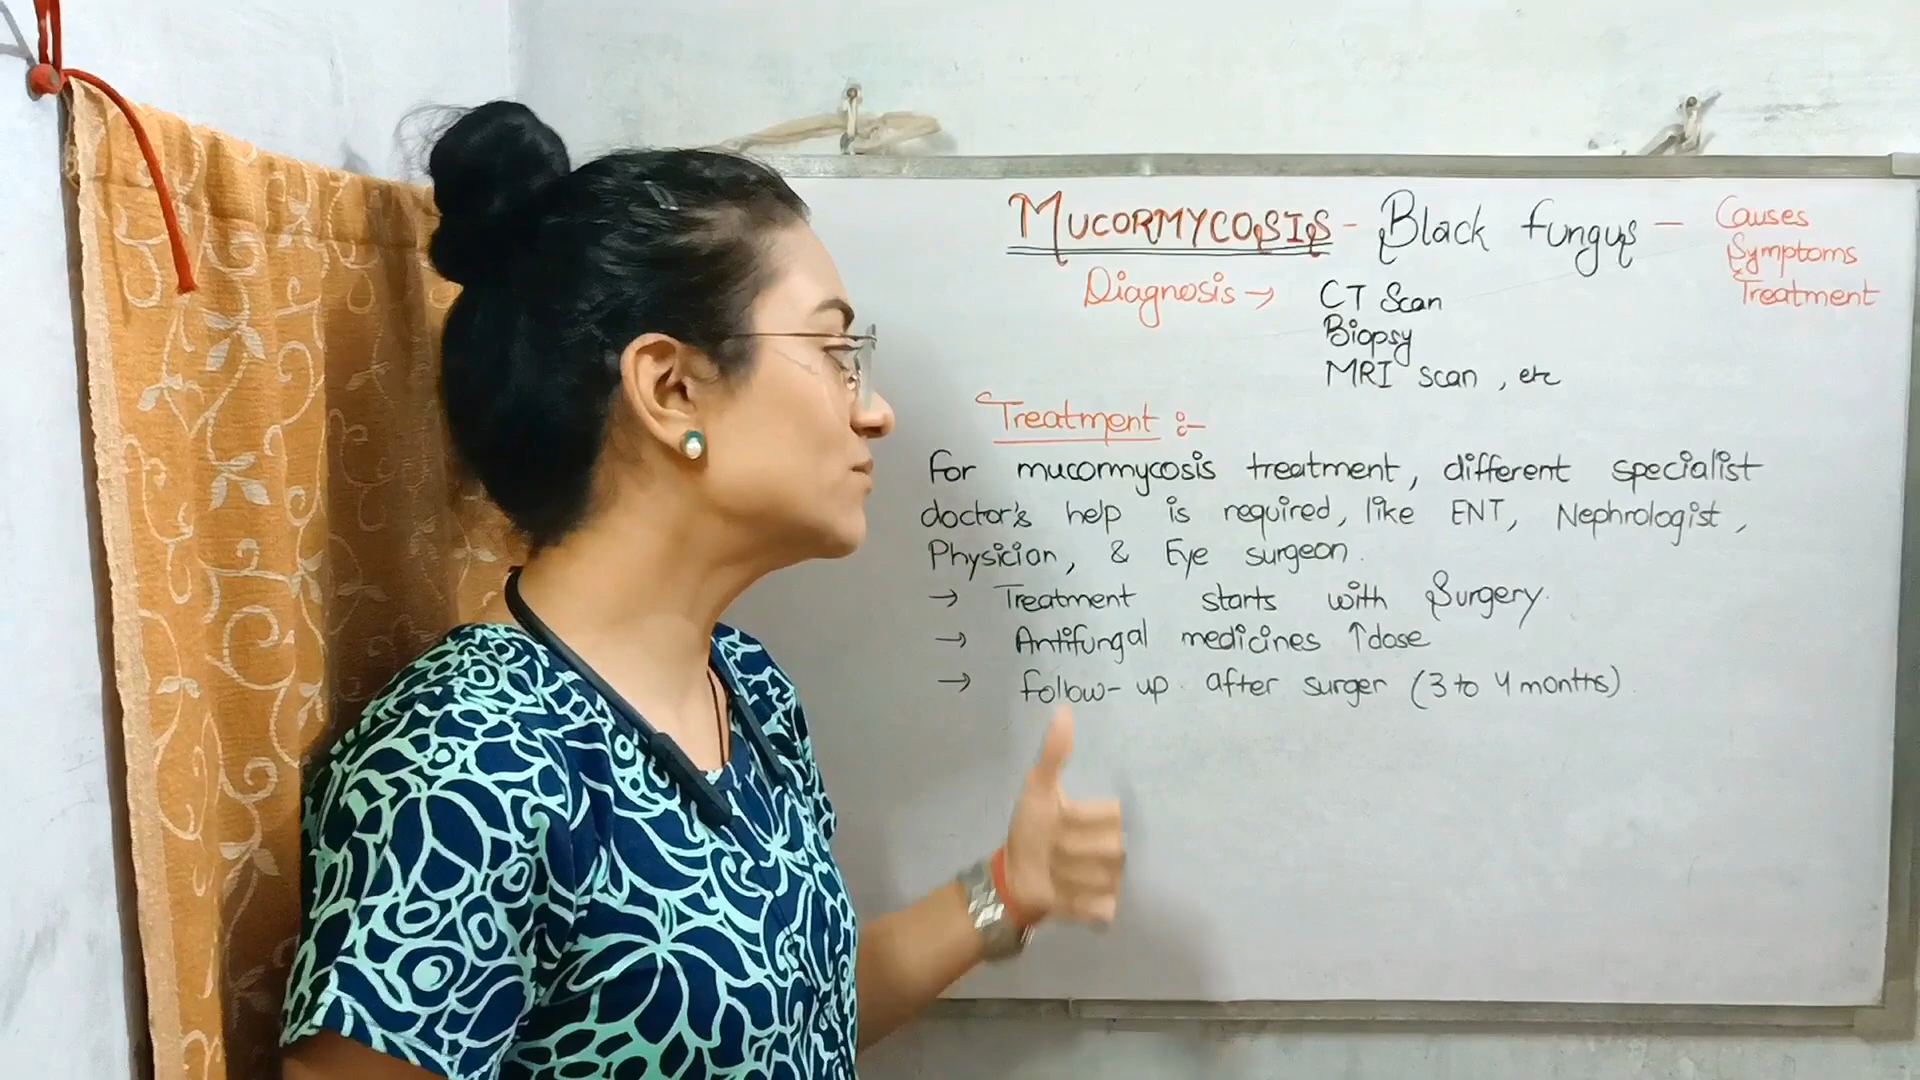 MUCORMYCOSIS - Black fungus - Causes
Symptoms
Treatment
Diagnosis → CT Scan
Biopsy
MRI scan, etc
Treatment :-
For mucormycosis treatment, different specialist
doctor's help is required, like ENT, Nephrologist,
Physician, & Eye surgeon.
→ Treatment starts with Surgery.
→ Antifungal medicines ↑dose
→ follow-up after surger (3 to 4 months)